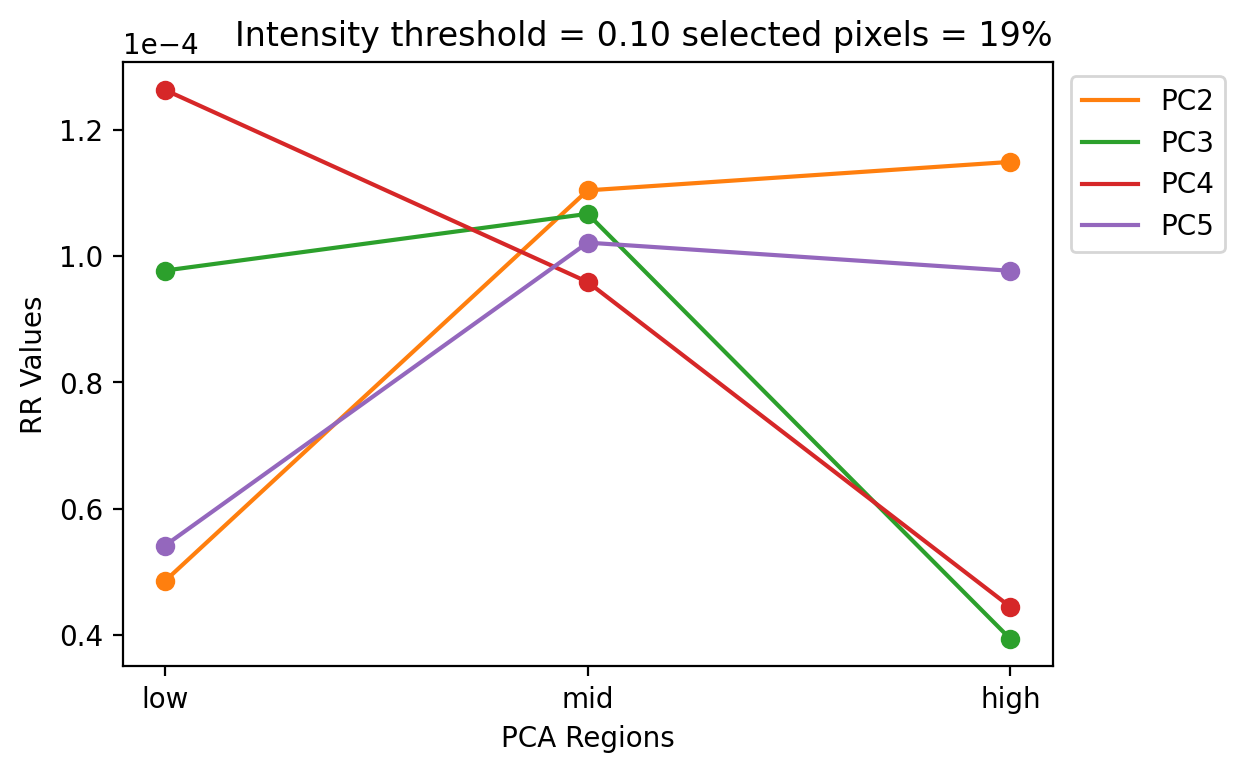 Intensity threshold = 0.10 selected pixels = 19%
1e−4
1.2
1.0
0.8
0.6
0.4
RR Values
low
mid
high
PCA Regions
PC2
PC3
PC4
PC5